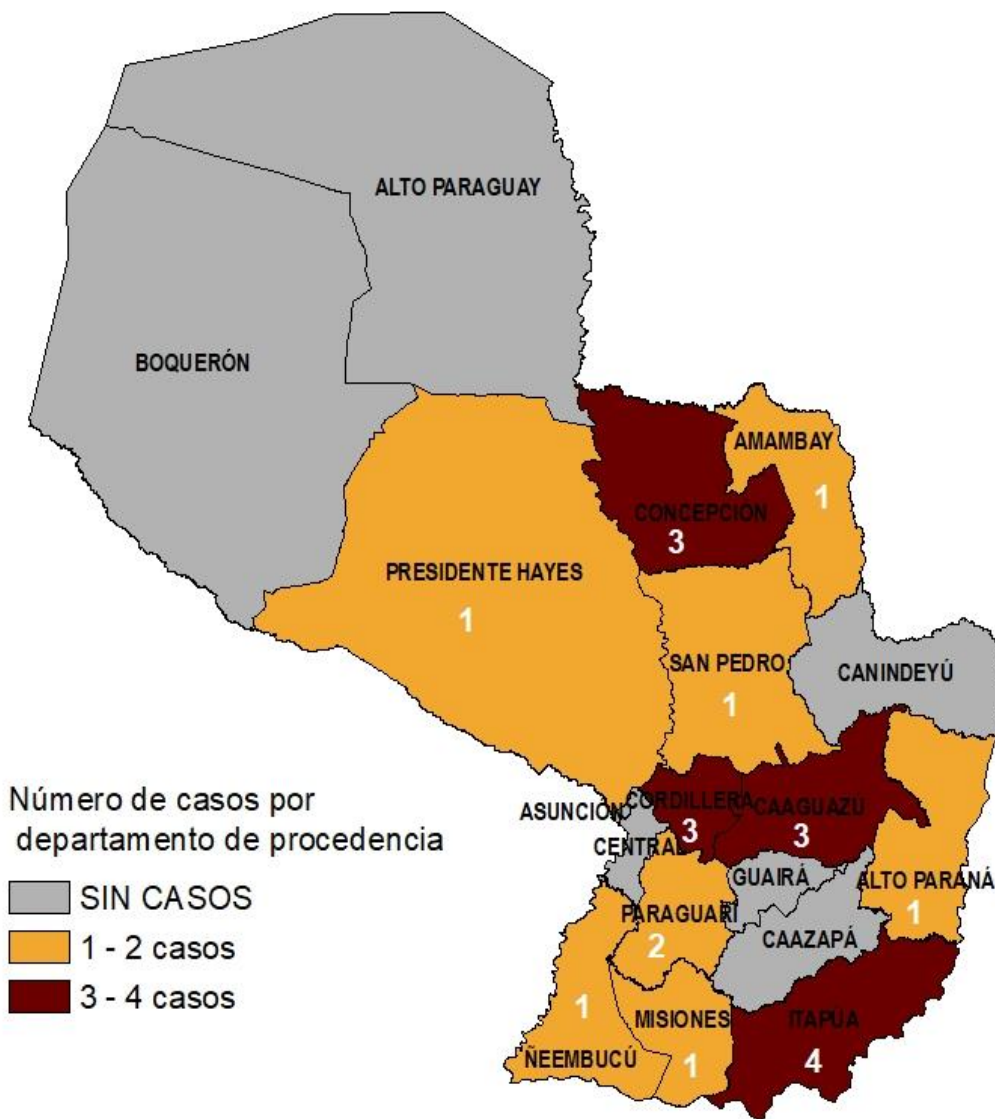 ALTO PARAGUAY
BOQUERÓN
AMAMBAY
1
CONCEPCIÓN
3
PRESIDENTE HAYES
1
SAN PEDRO
1
CANINDEYÚ
Número de casos por
departamento de procedencia
SIN CASOS
1 - 2 casos
3 - 4 casos
ASUNCIÓN
CORDILLERA
3
CAAGUAZÚ
3
CENTRAL
GUAIRÁ
ALTO PARANÁ
1
PARAGUARÍ
2
CAAZAPÁ
1
ÑEEMBUCÚ
MISIONES
1
ITAPÚA
4